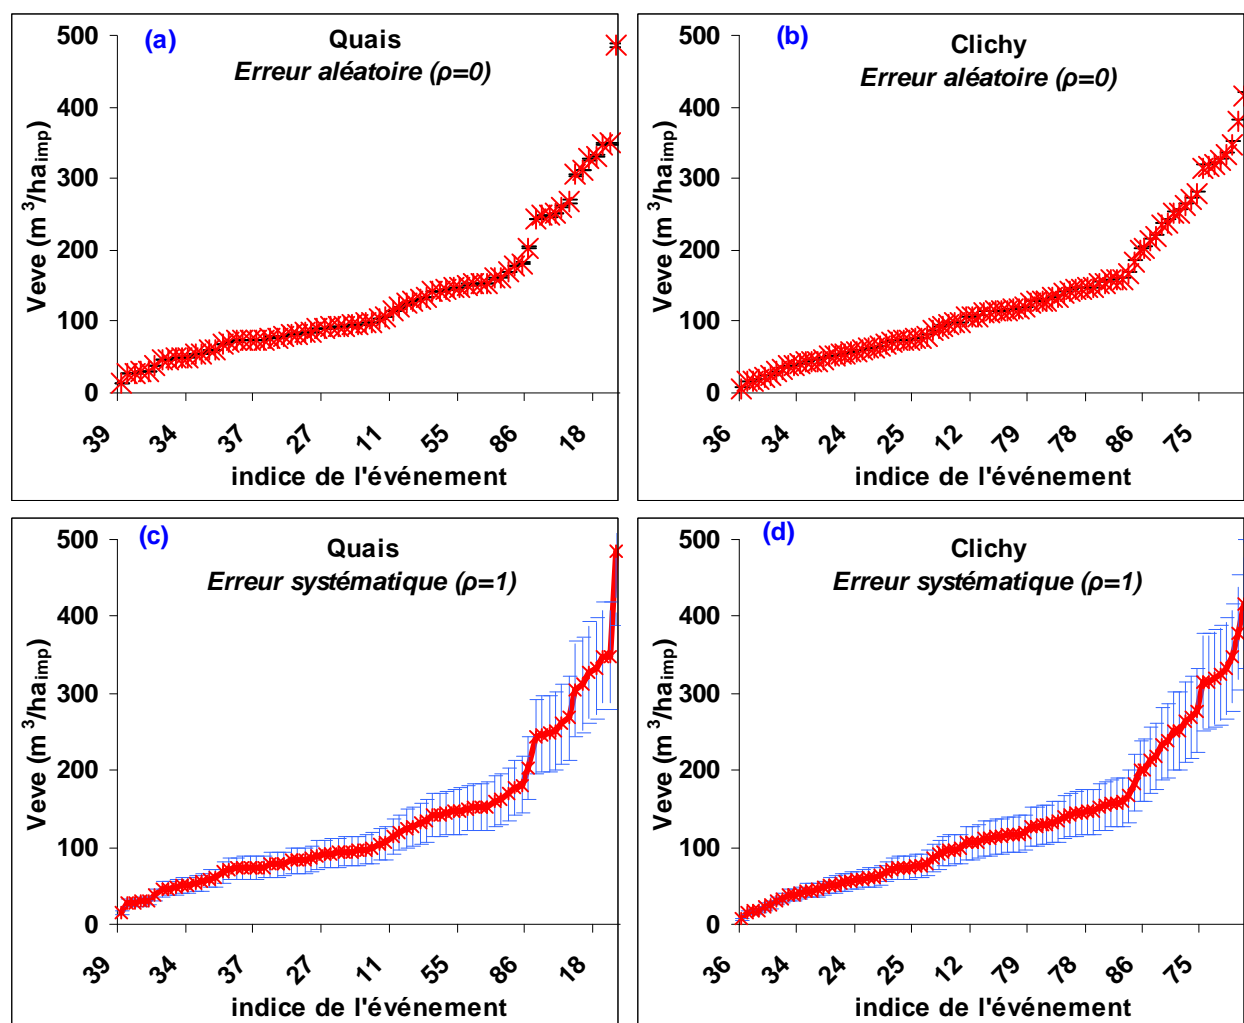 (a)
Quais
Erreur aléatoire (ρ=0)
Veve (m³/haimp)
500
400
300
200
100
0
39
34
37
27
11
55
86
18
indice de l'événement
(b)
Clichy
Erreur aléatoire (ρ=0)
Veve (m³/haimp)
500
400
300
200
100
0
36
34
24
25
12
79
78
86
75
indice de l'événement
(c)
Quais
Erreur systématique (ρ=1)
Veve (m³/haimp)
500
400
300
200
100
0
39
34
37
27
11
55
86
18
indice de l'événement
(d)
Clichy
Erreur systématique (ρ=1)
Veve (m³/haimp)
500
400
300
200
100
0
36
34
24
25
12
79
78
86
75
indice de l'événement